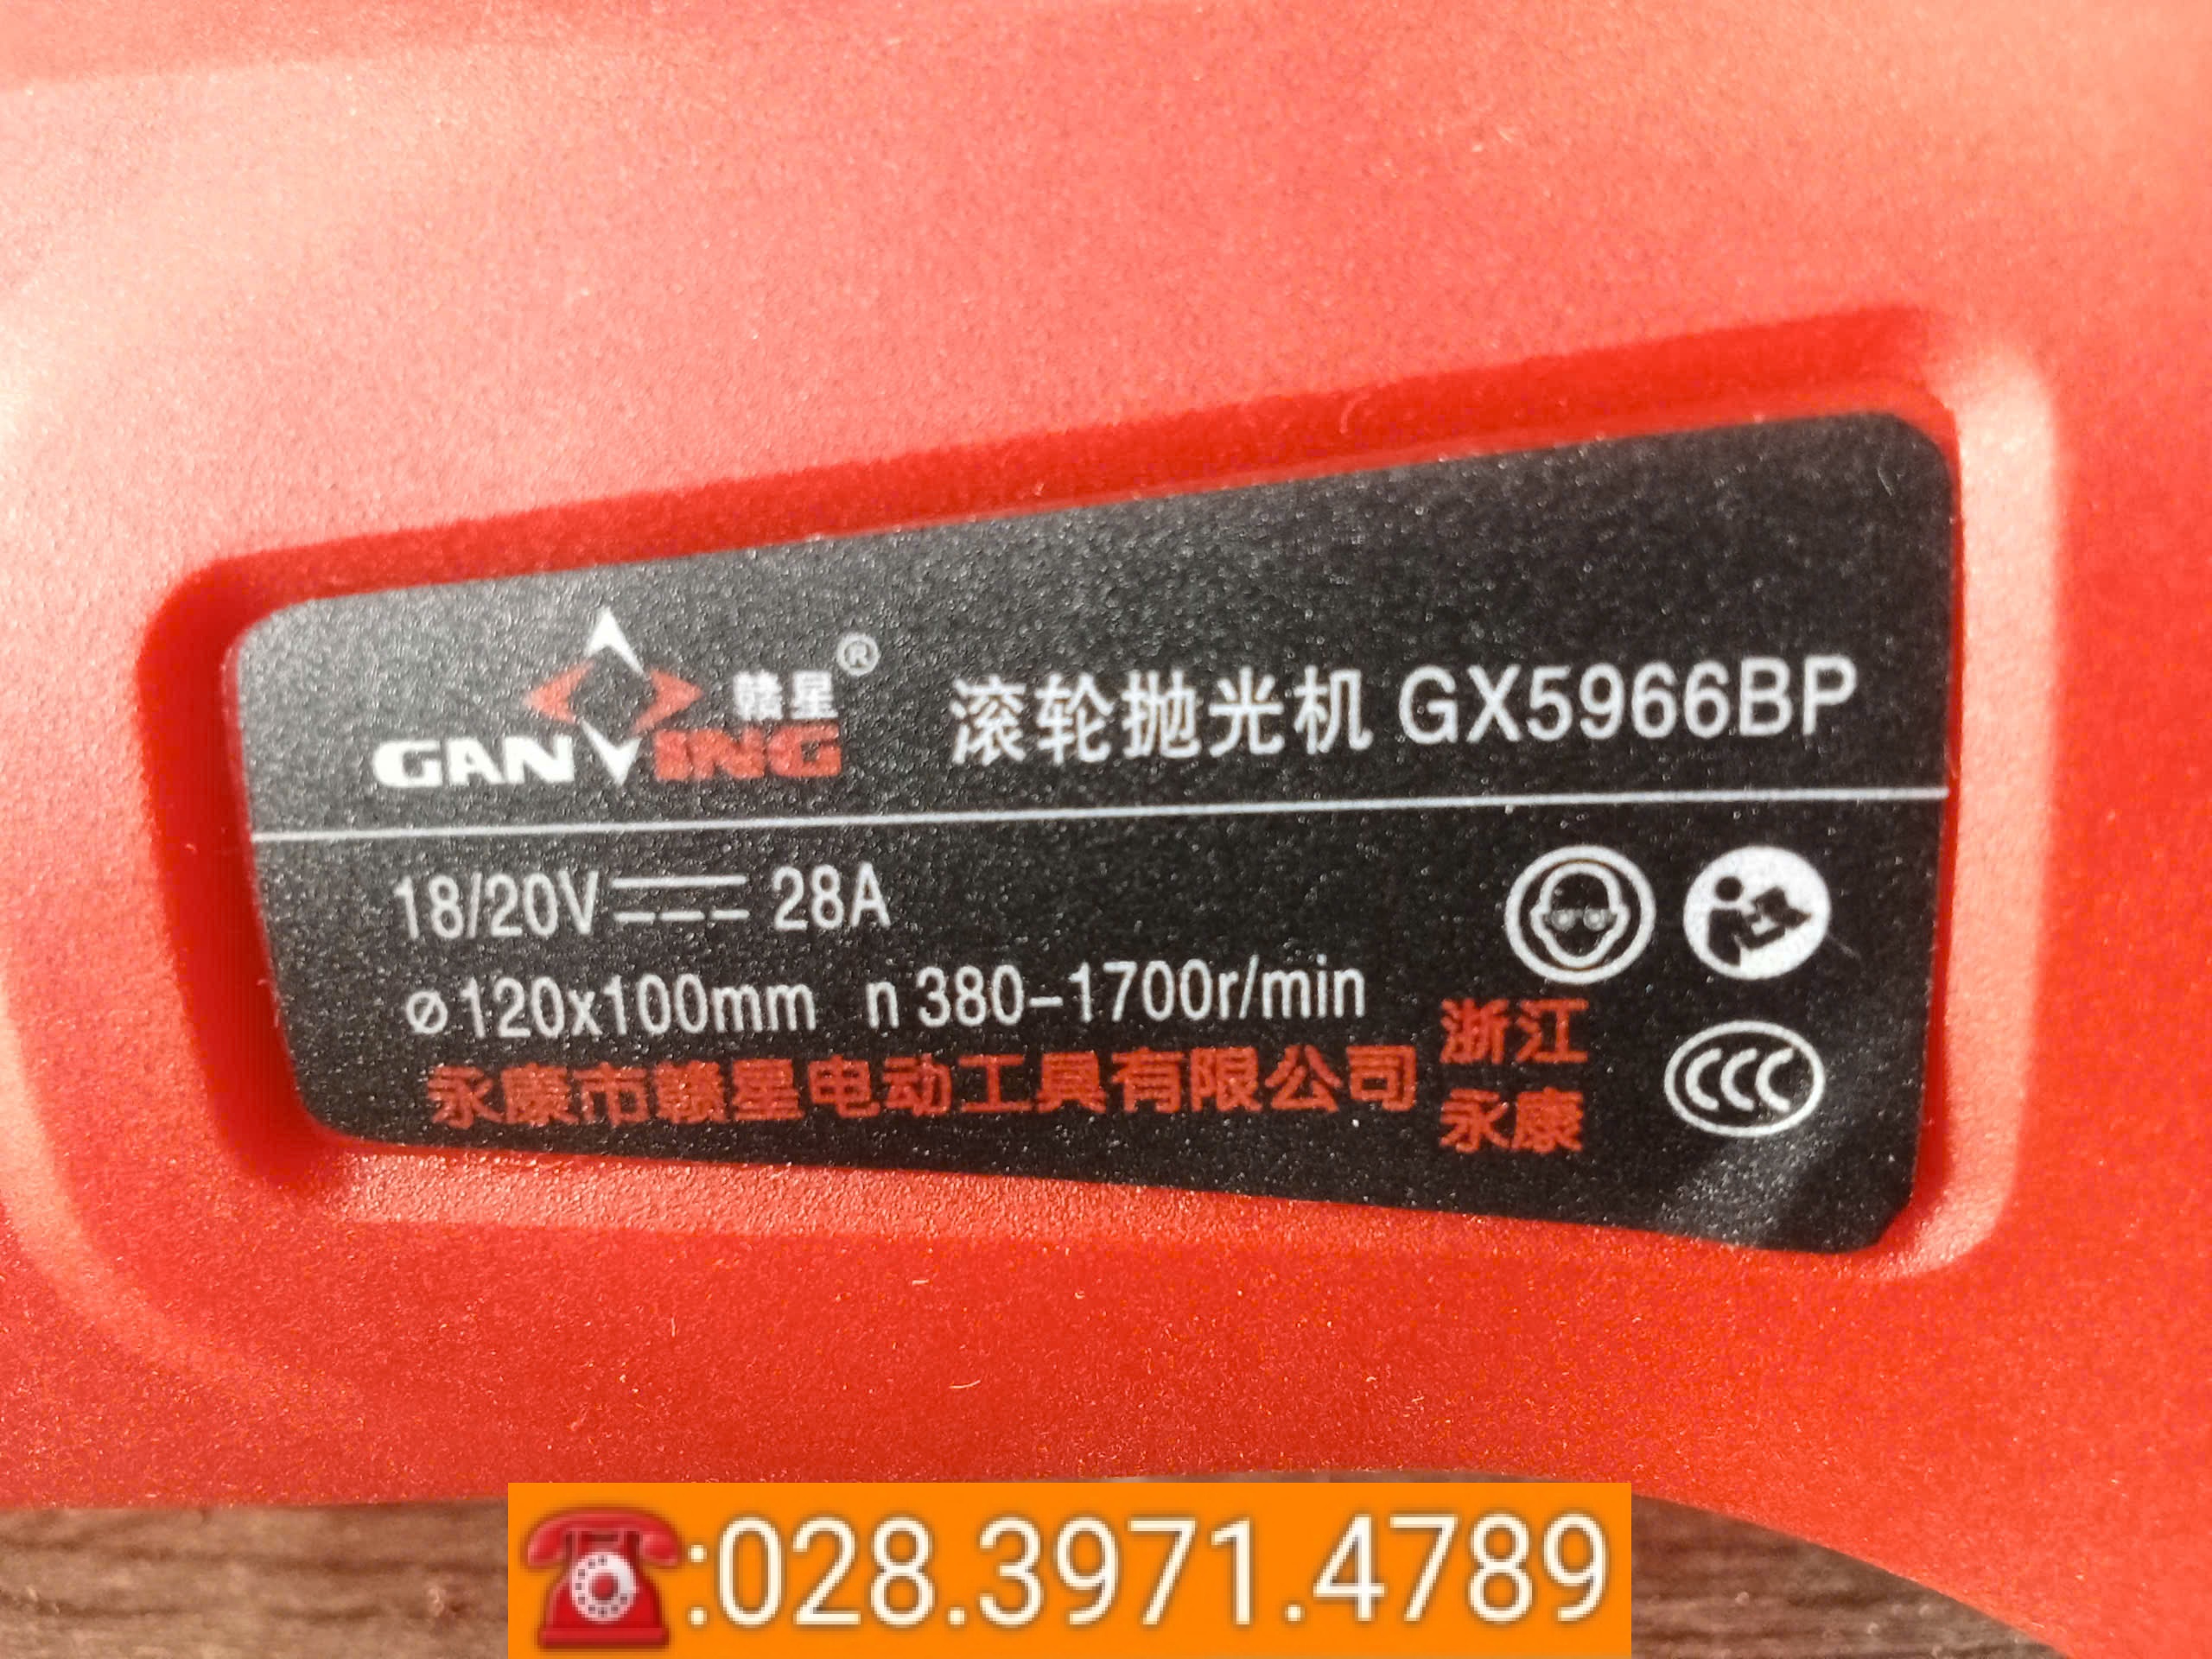 赣星®
GANXING
滚轮抛光机 GX5966BP
18/20V⎓ 28A
⌀120x100mm n 380-1700r/min
永康市赣星电动工具有限公司
浙江
永康
CCC
☎:028.3971.4789